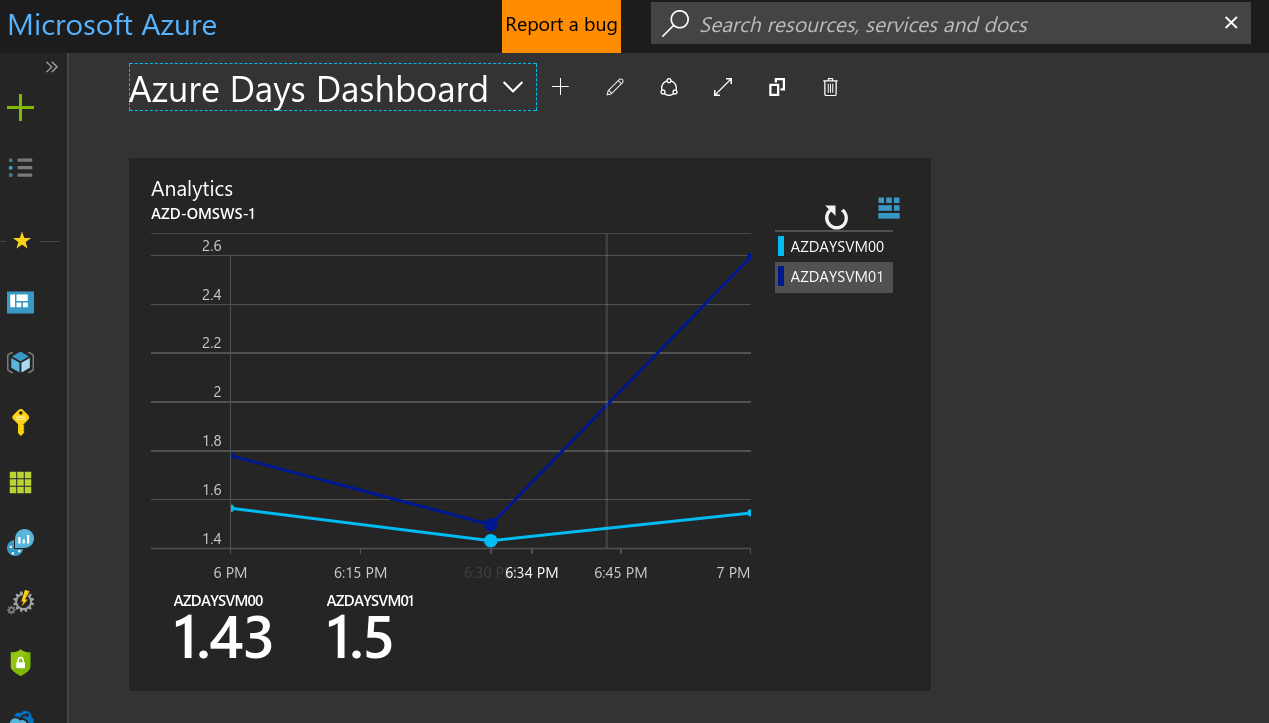 Microsoft Azure
Report a bug
Search resources, services and docs
Azure Days Dashboard
Analytics
AZD-OMSWS-1
AZDAYSVM00
AZDAYSVM01
2.6
2.4
2.2
2
1.8
1.6
1.4
6 PM 6:15 PM 6:30 P 6:34 PM 6:45 PM 7 PM
AZDAYSVM00 AZDAYSVM01
1.43 1.5